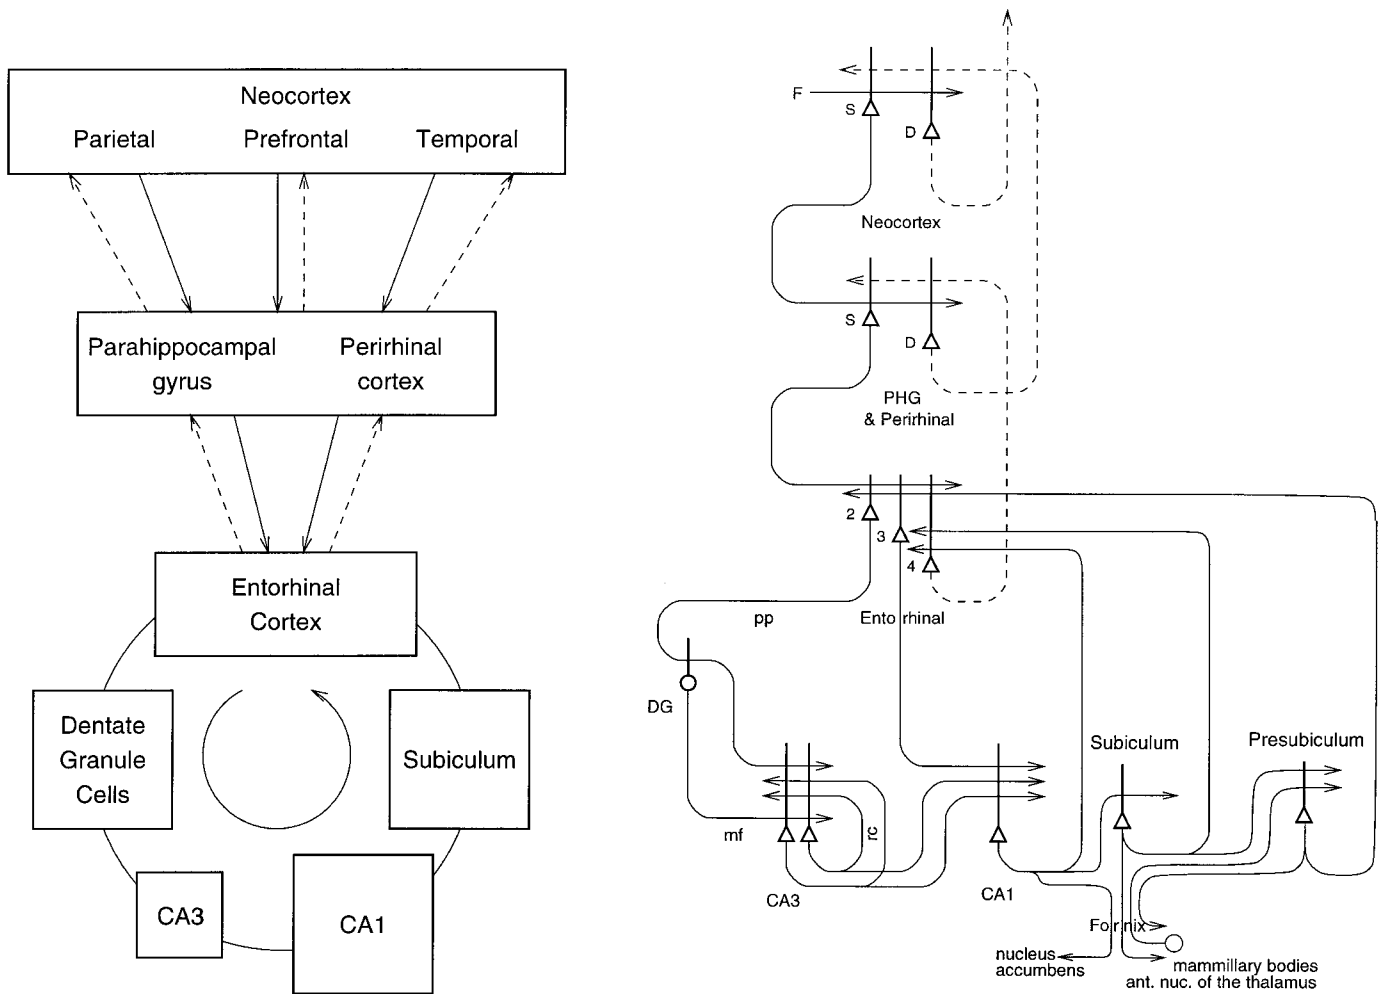 Neocortex
Parietal Prefrontal Temporal
Parahippocampal
gyrus
Perirhinal
cortex
Entorhinal
Cortex
Dentate
Granule
Cells
Subiculum
CA3
CA1
F
S
D
Neocortex
S
D
PHG
& Perirhinal
2
3
4
Entorhinal
pp
DG
mf
rc
CA3
CA1
Subiculum
Presubiculum
Fornix
nucleus
accumbens
mammillary bodies
ant. nuc. of the thalamus